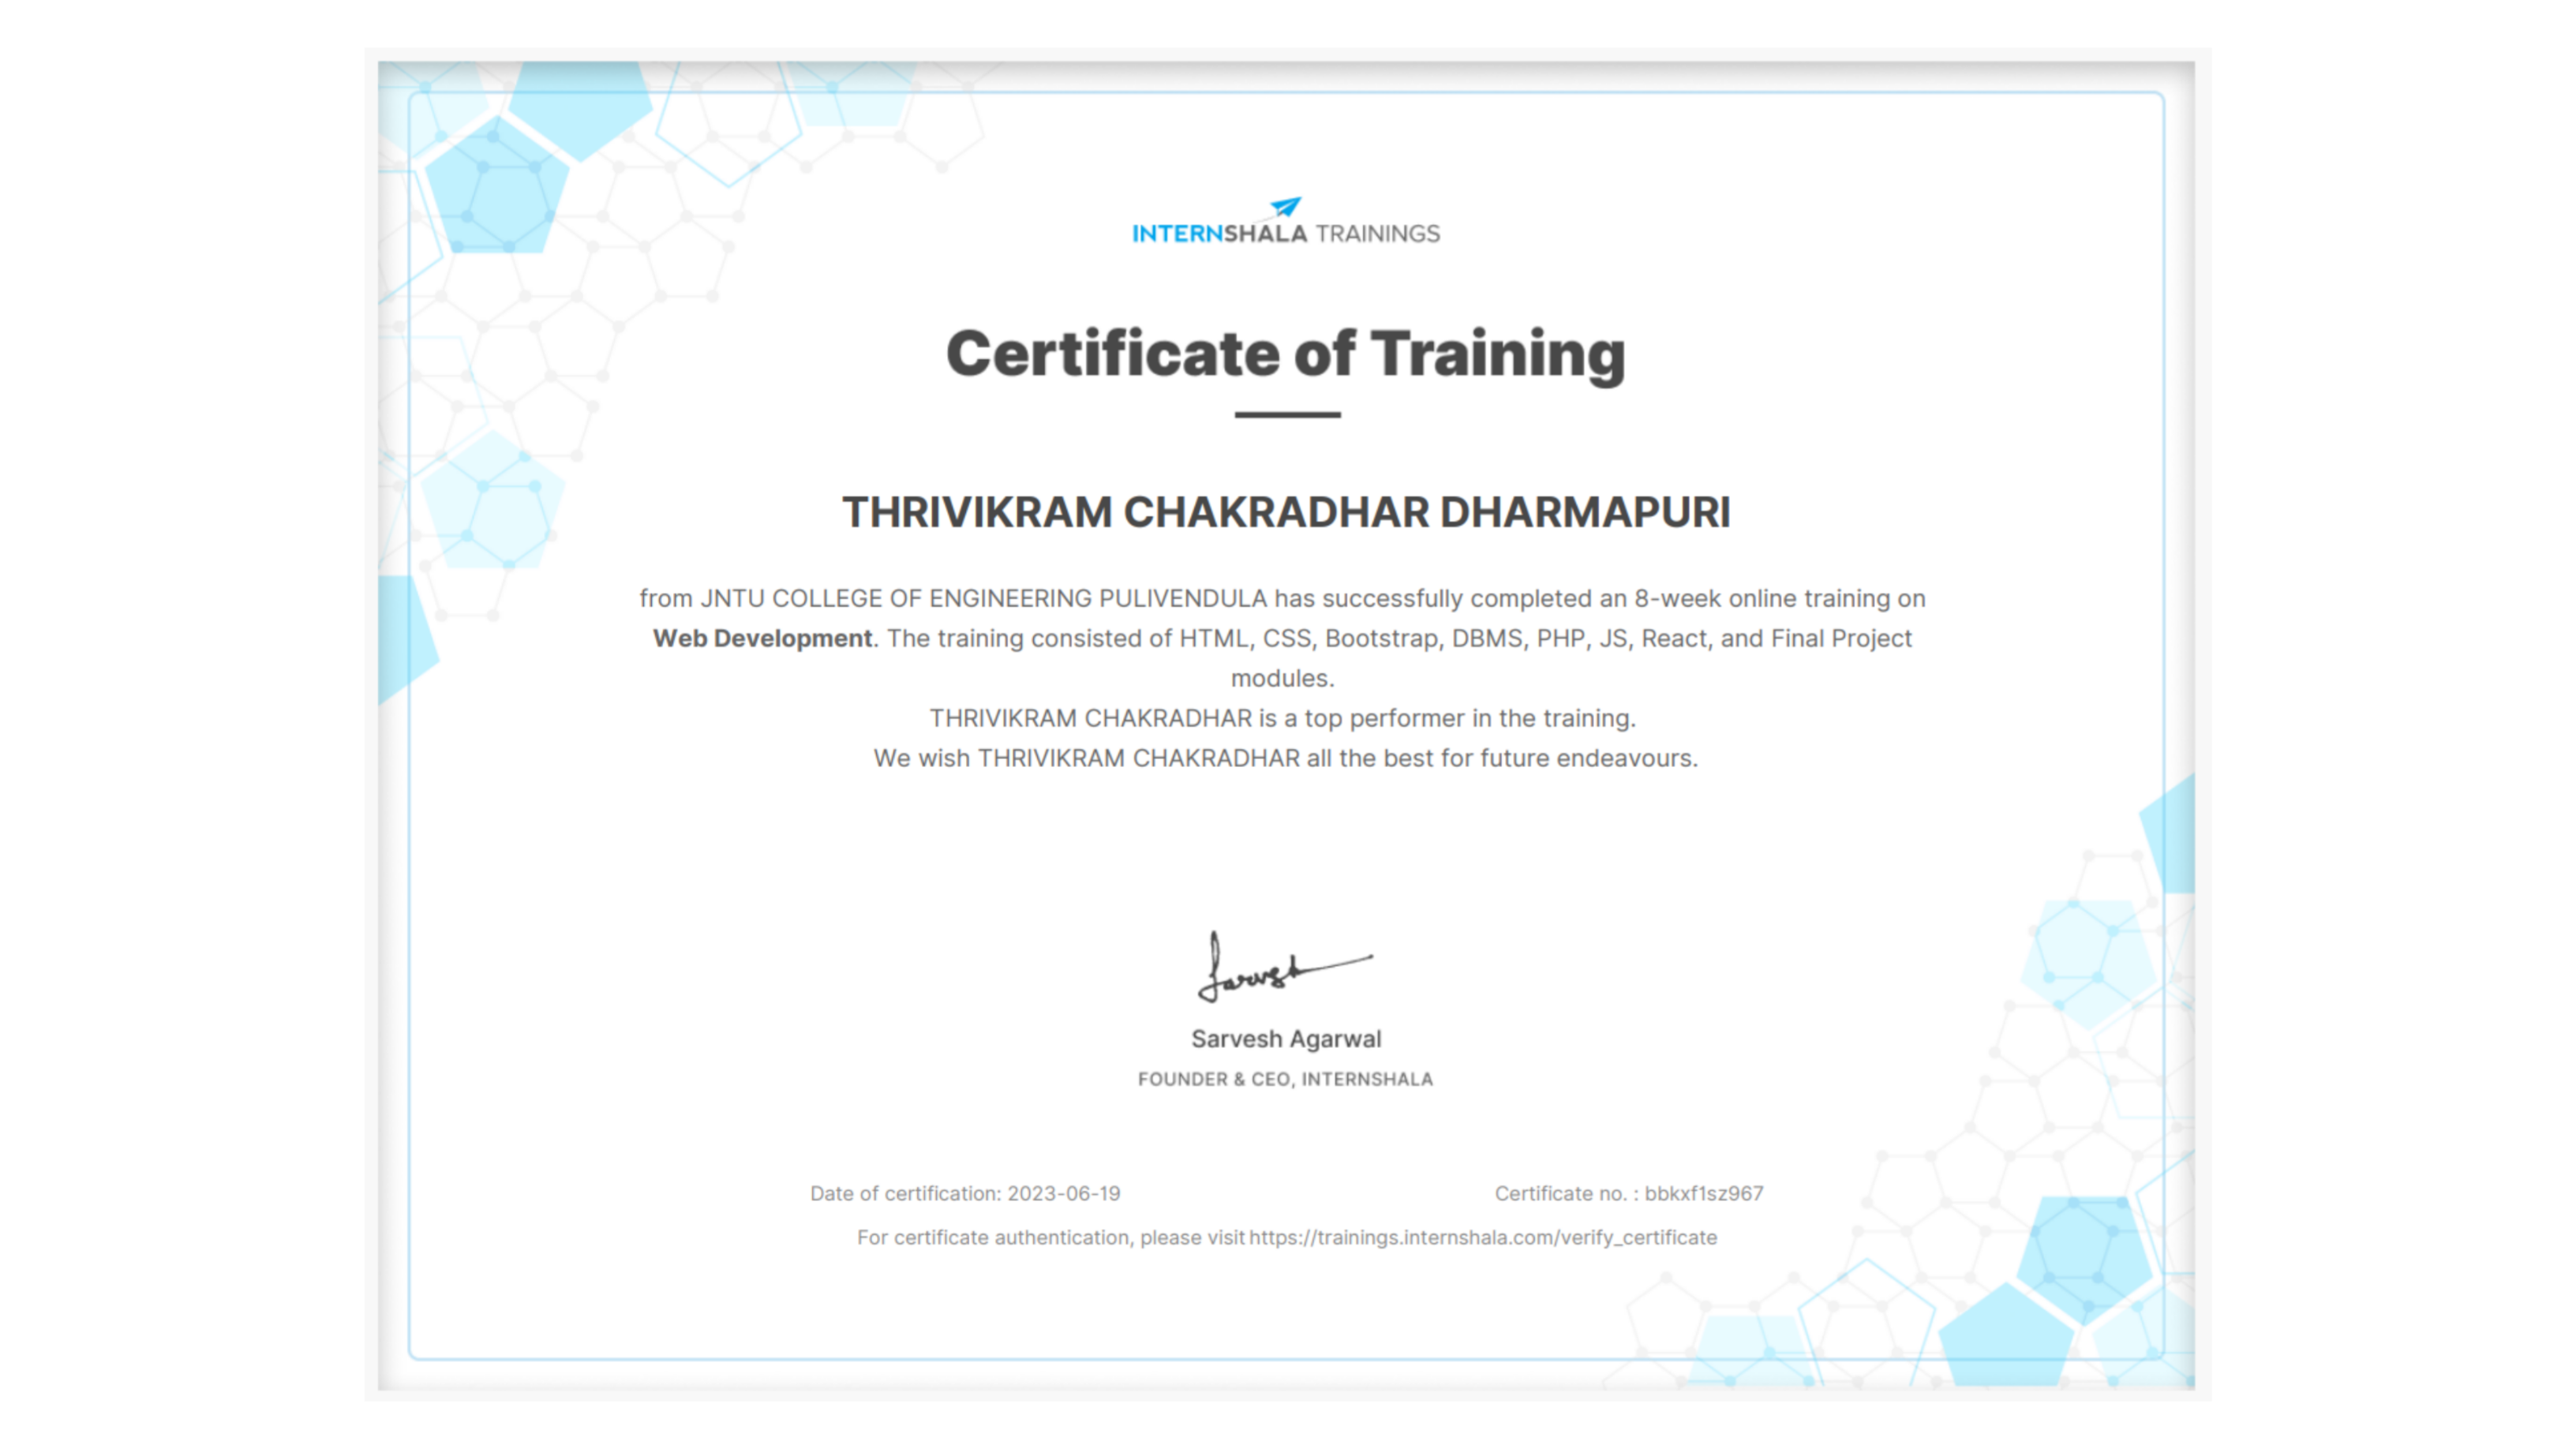 INTERNSHALA TRAININGS
Certificate of Training
THRIVIKRAM CHAKRADHAR DHARMAPURI
from JNTU COLLEGE OF ENGINEERING PULIVENDULA has successfully completed an 8-week online training on
Web Development. The training consisted of HTML, CSS, Bootstrap, DBMS, PHP, JS, React, and Final Project
modules.
THRIVIKRAM CHAKRADHAR is a top performer in the training.
We wish THRIVIKRAM CHAKRADHAR all the best for future endeavours.
Sarvesh
Sarvesh Agarwal
FOUNDER & CEO, INTERNSHALA
Date of certification: 2023-06-19
Certificate no. : bbkxf1sz967
For certificate authentication, please visit https://trainings.internshala.com/verify_certificate